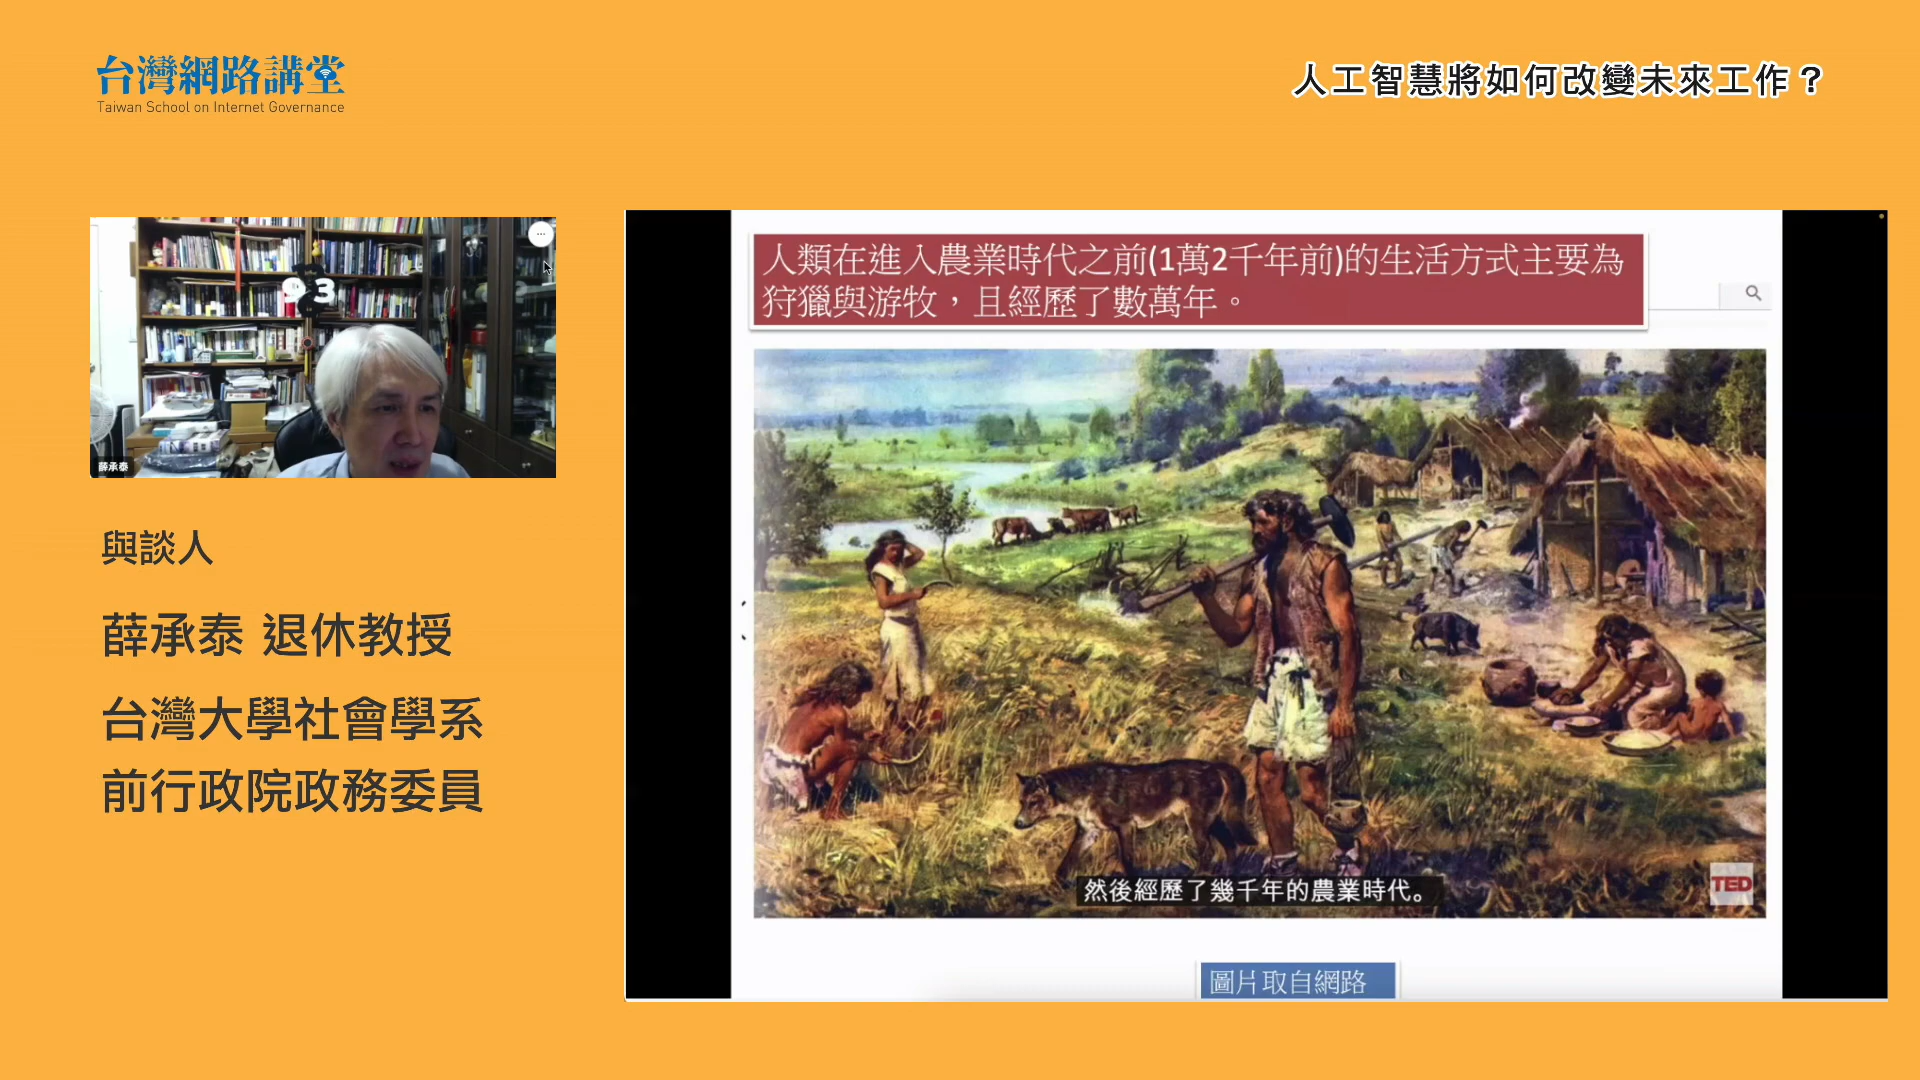 台灣網路講堂
Taiwan School on Internet Governance
人工智慧將如何改變未來工作？
93
薛承泰
與談人
薛承泰 退休教授
台灣大學社會學系
前行政院政務委員
人類在進入農業時代之前(1萬2千年前)的生活方式主要為
狩獵與游牧，且經歷了數萬年。
然後經歷了幾千年的農業時代。
TED
圖片取自網路